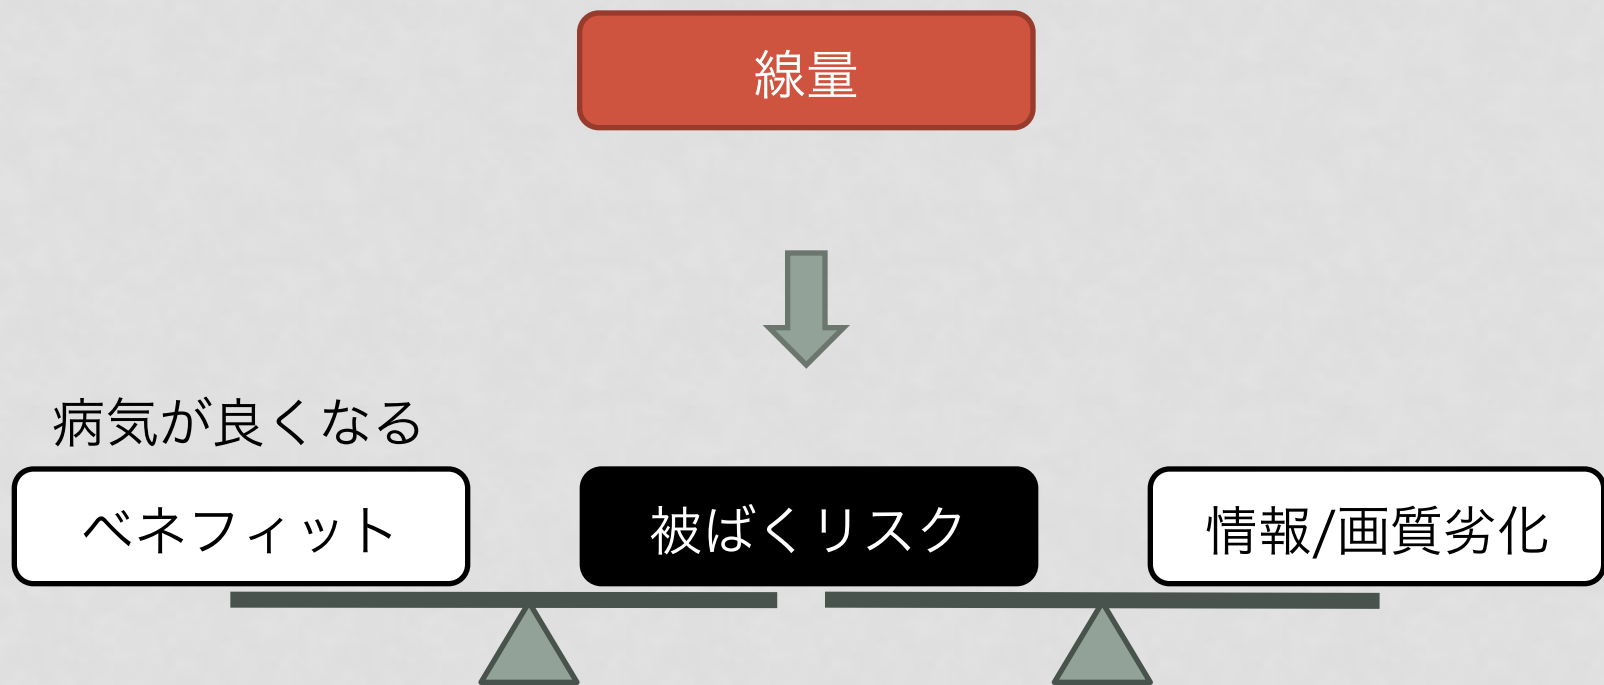 線量
病気が良くなる
ベネフィット
被ばくリスク
情報/画質劣化